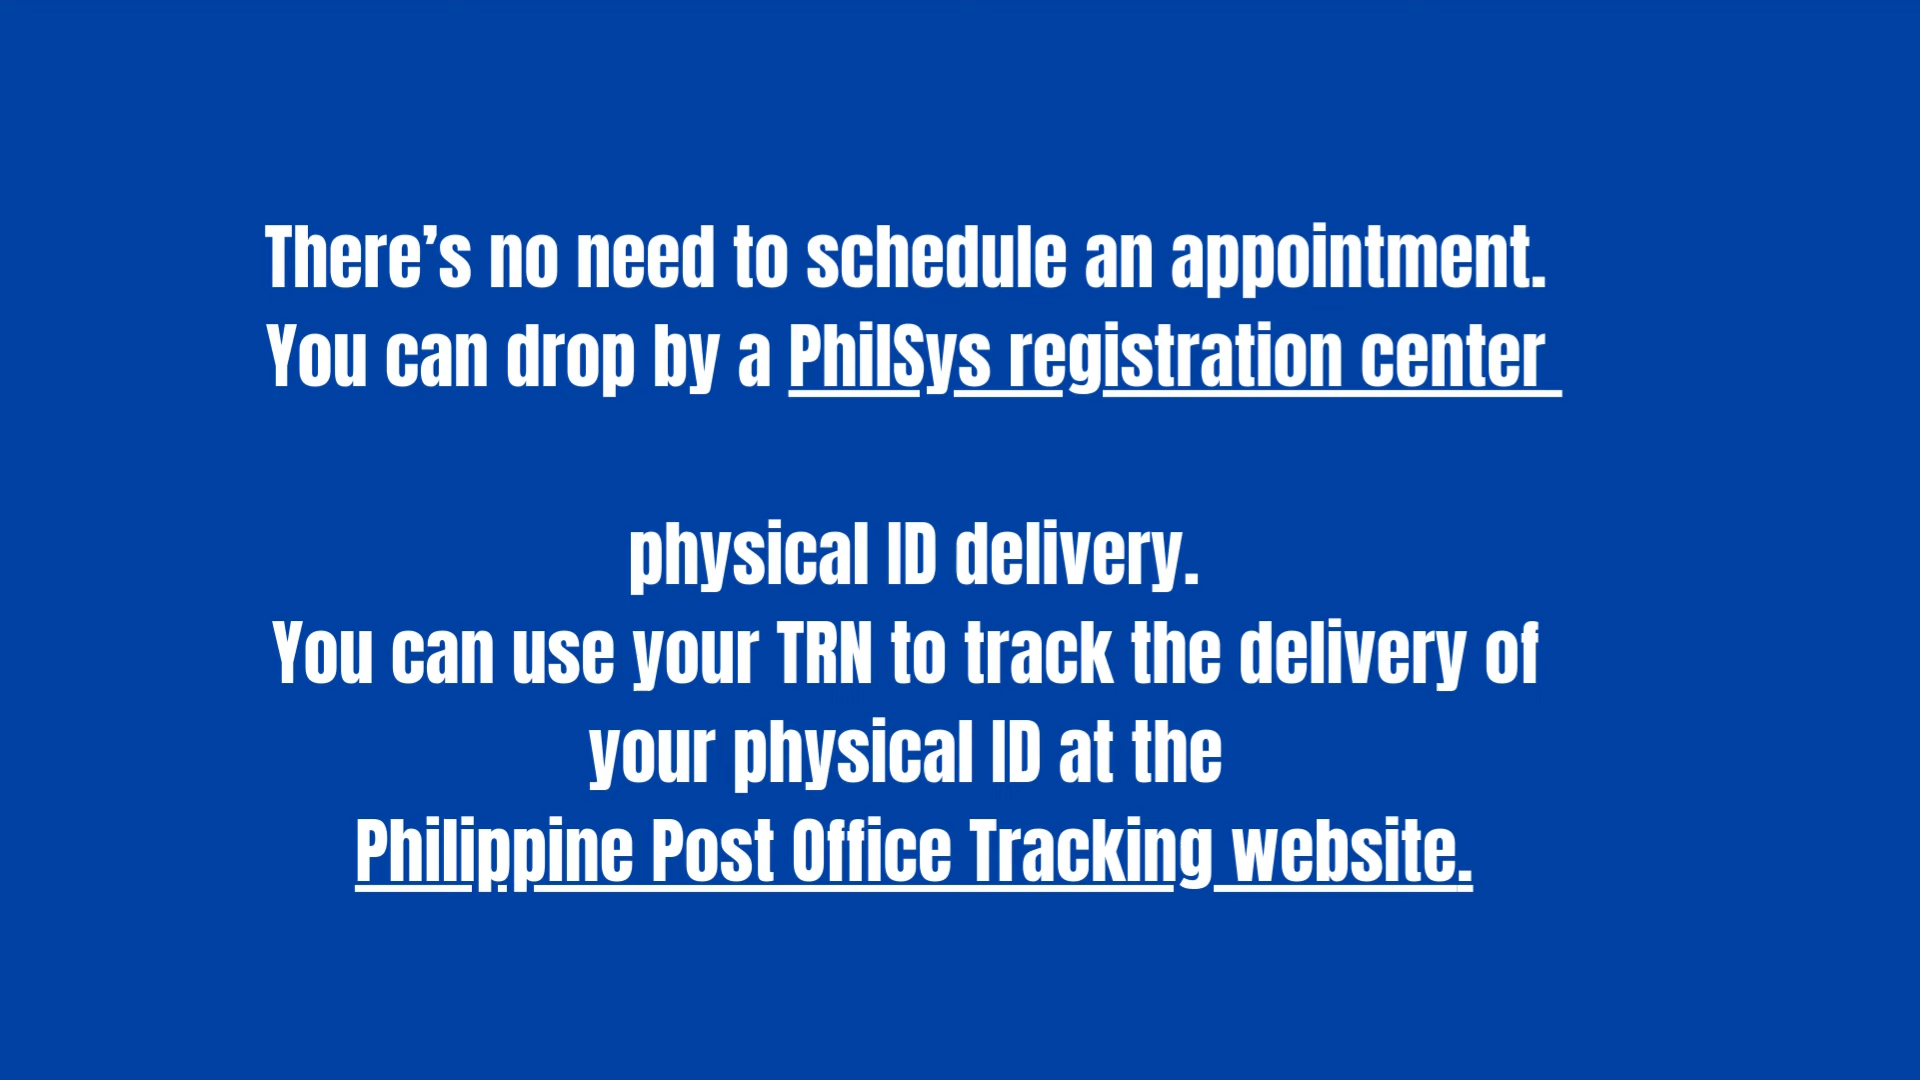 There’s no need to schedule an appointment.
You can drop by a PhilSys registration center
physical ID delivery.
You can use your TRN to track the delivery of
your physical ID at the
Philippine Post Office Tracking website.